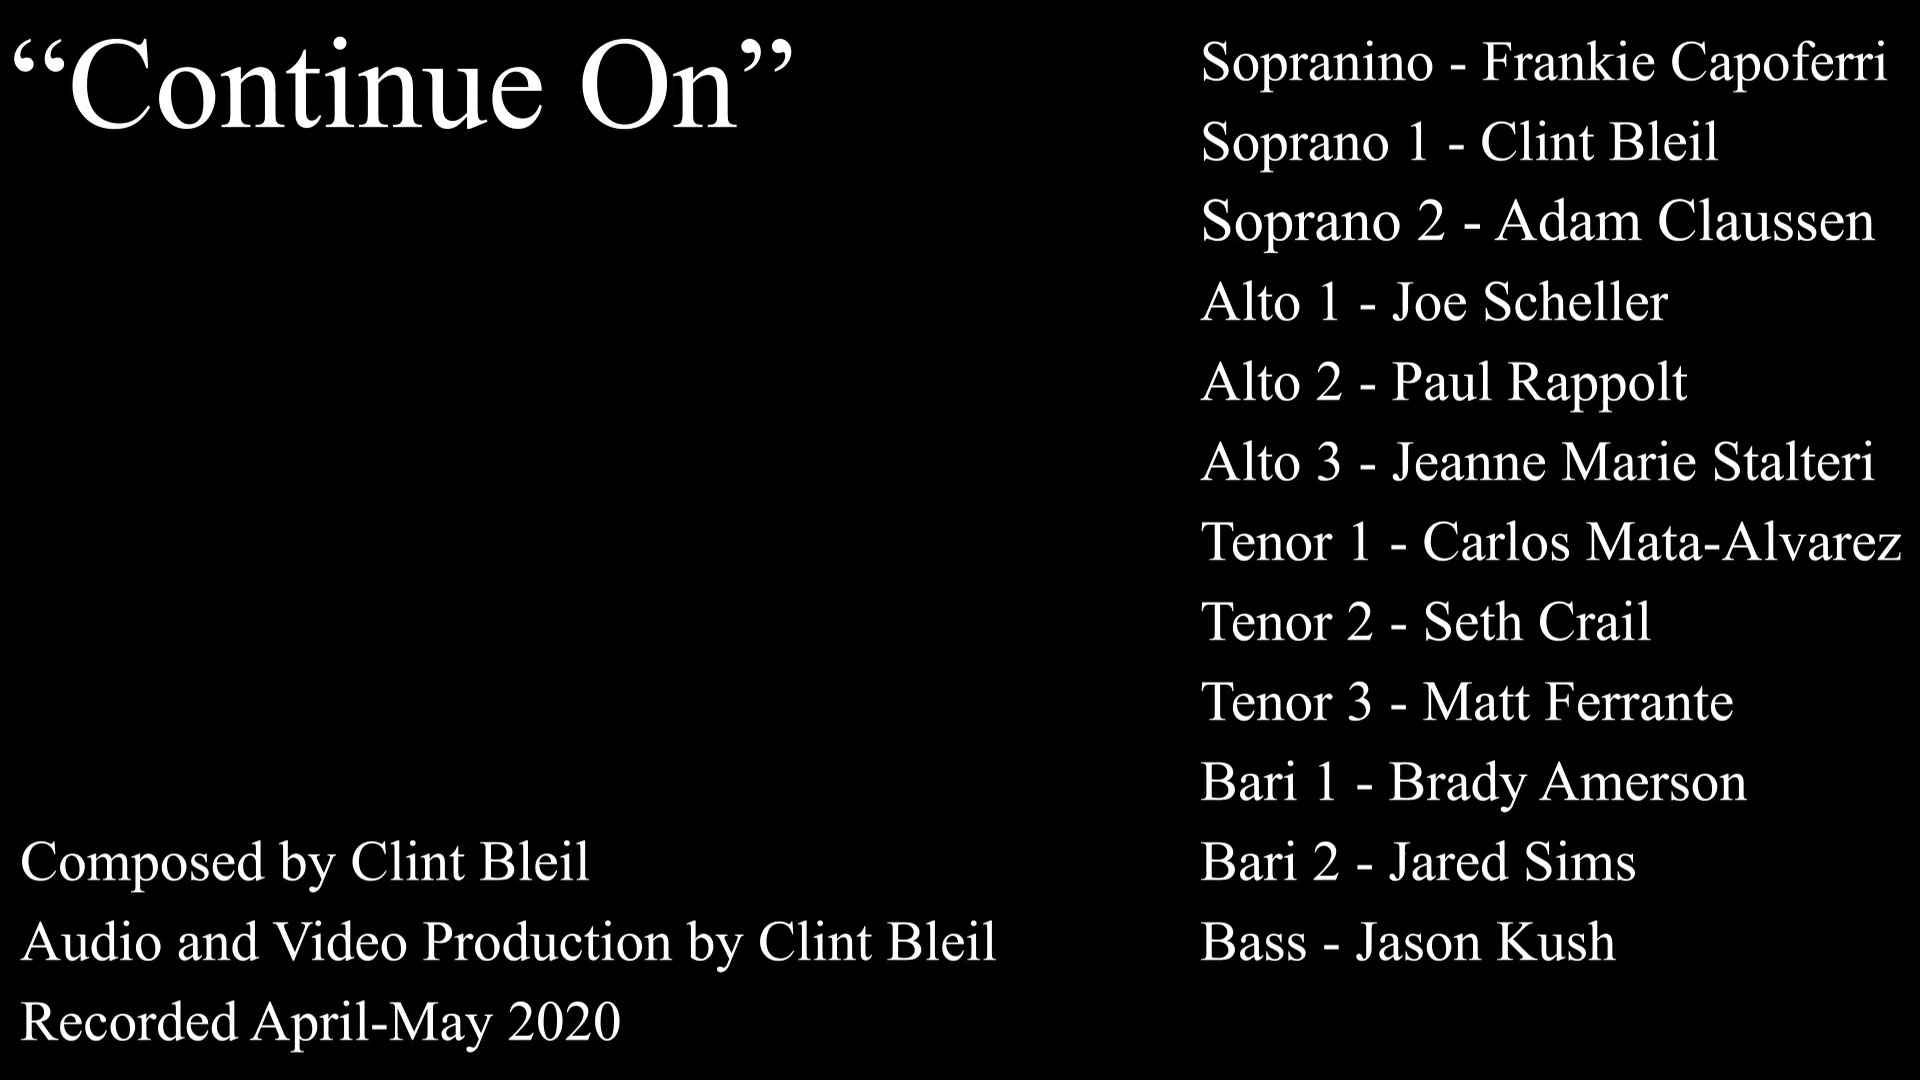 “Continue On”
Composed by Clint Bleil
Audio and Video Production by Clint Bleil
Recorded April-May 2020
Sopranino - Frankie Capoferri
Soprano 1 - Clint Bleil
Soprano 2 - Adam Claussen
Alto 1 - Joe Scheller
Alto 2 - Paul Rappolt
Alto 3 - Jeanne Marie Stalteri
Tenor 1 - Carlos Mata-Alvarez
Tenor 2 - Seth Crail
Tenor 3 - Matt Ferrante
Bari 1 - Brady Amerson
Bari 2 - Jared Sims
Bass - Jason Kush